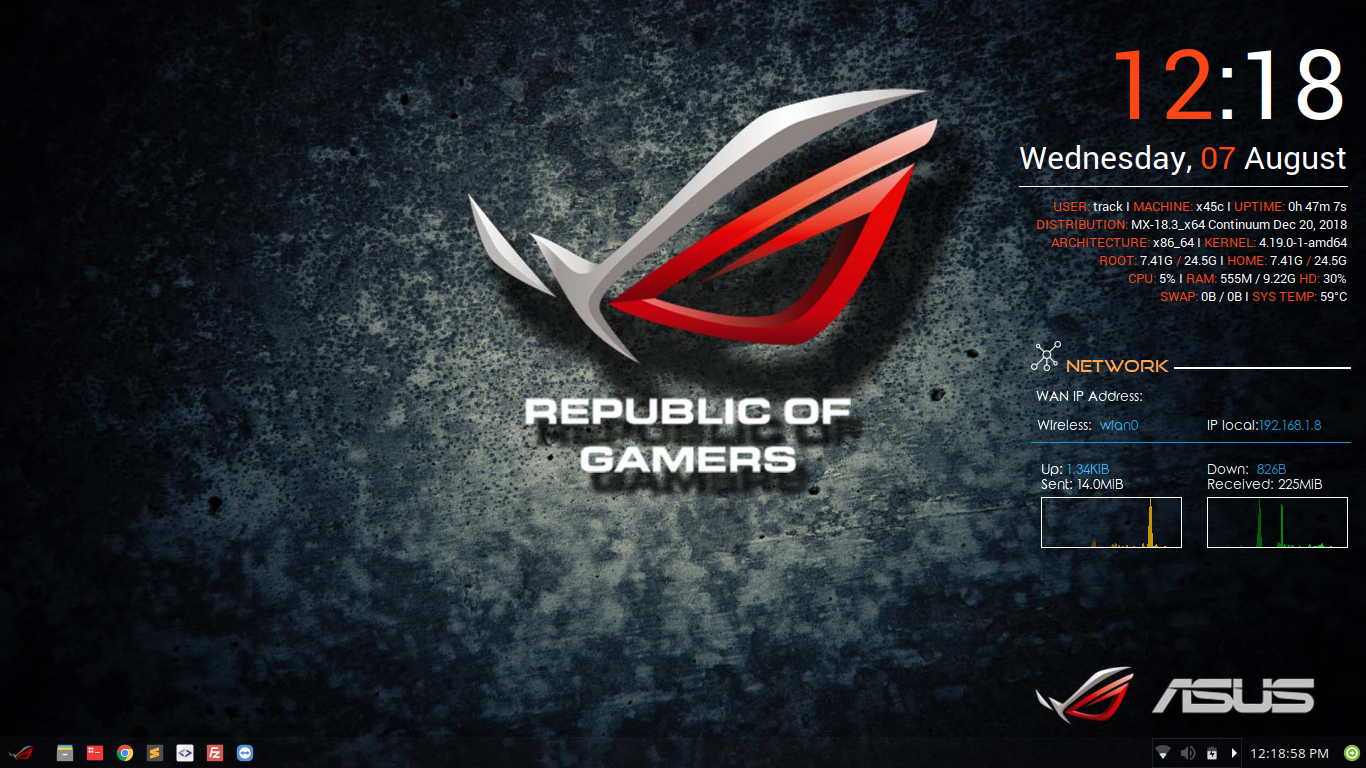 12:18
Wednesday, 07 August
USER: track | MACHINE: x45c | UPTIME: 0h 47m 7s
DISTRIBUTION: MX-18.3_x64 Continuum Dec 20, 2018
ARCHITECTURE: x86_64 | KERNEL: 4.19.0-1-amd64
ROOT: 7.41G / 24.5G | HOME: 7.41G / 24.5G
CPU: 5% | RAM: 555M / 9.22G HD: 30%
SWAP: 0B / 0B | SYS TEMP: 59°C
NETWORK
WAN IP Address:
Wireless: wlan0 IP local:192.168.1.8
Up: 1.34KiB Down: 826B
Sent: 14.0MiB Received: 225MiB
REPUBLIC OF
GAMERS
ASUS
Fz
12:18:58 PM